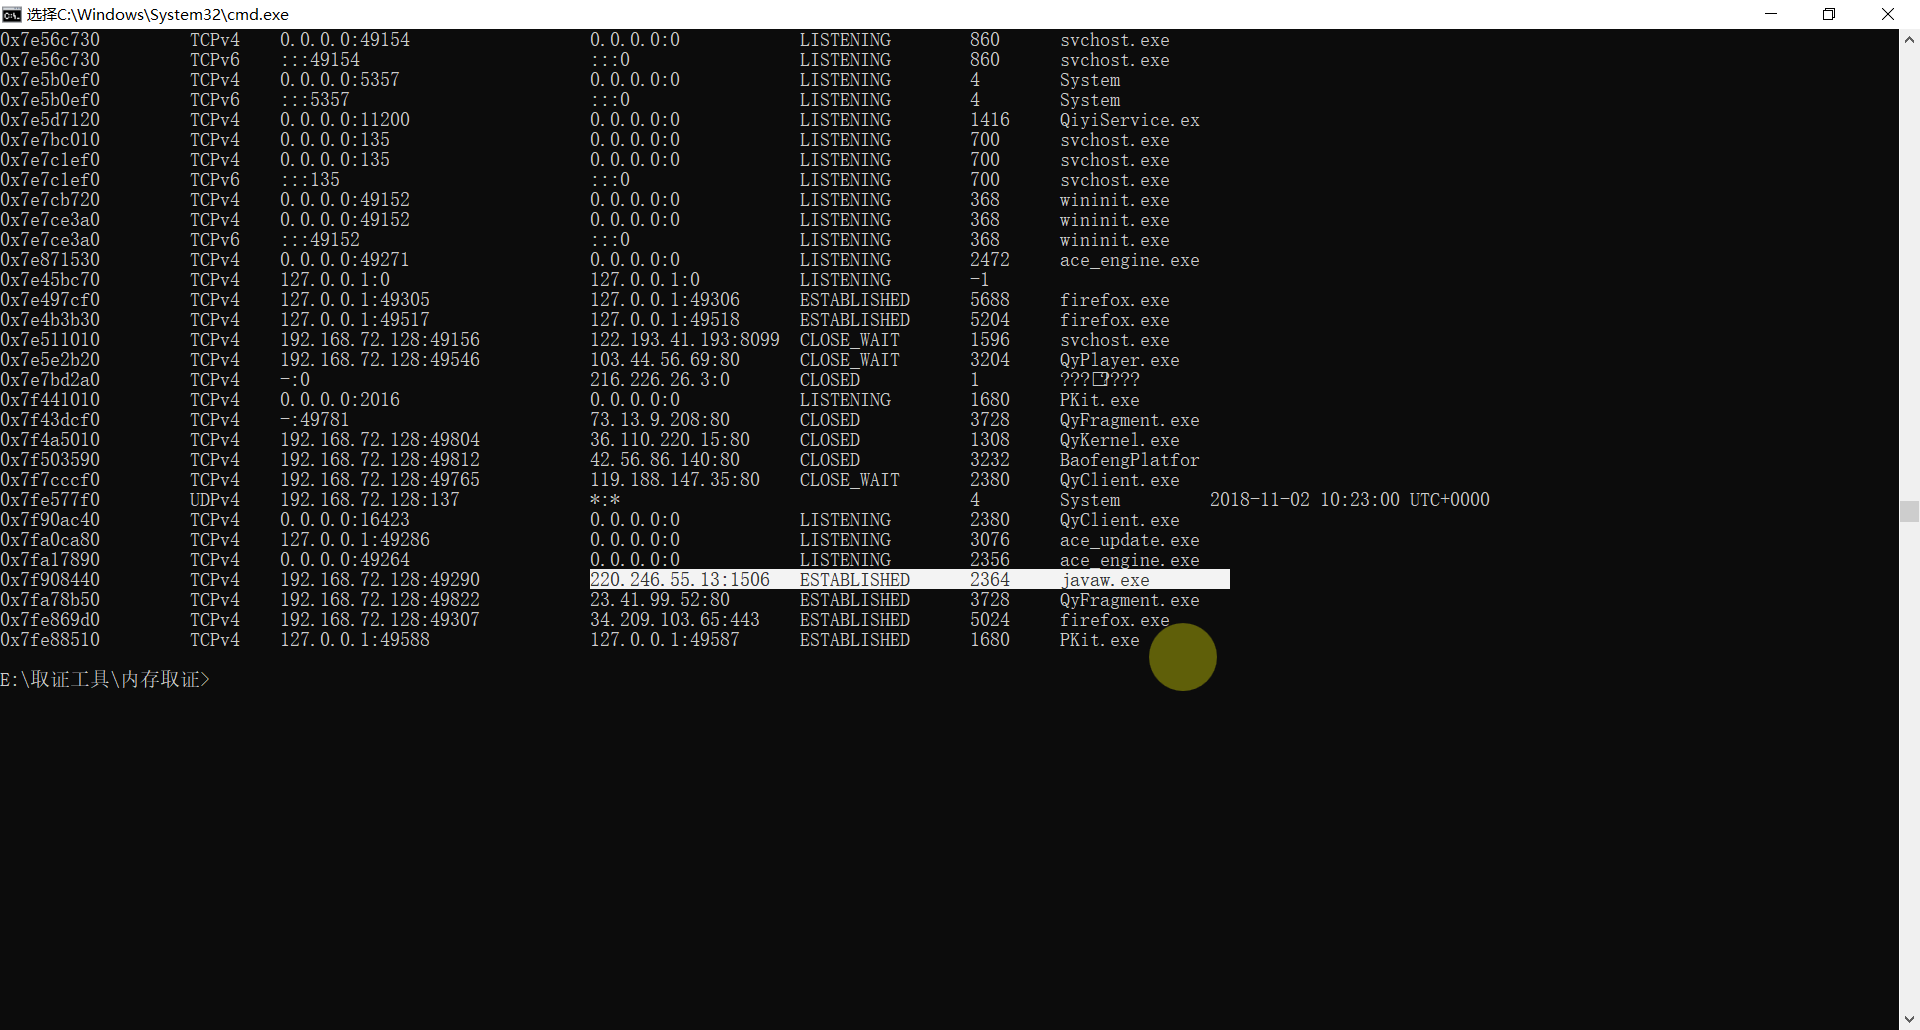 选择C:\Windows\System32\cmd.exe
0x7e56c730 TCPv4 0.0.0.0:49154 0.0.0.0:0 LISTENING 860 svchost.exe
0x7e56c730 TCPv6 :::49154 :::0 LISTENING 860 svchost.exe
0x7e5b0ef0 TCPv4 0.0.0.0:5357 0.0.0.0:0 LISTENING 4 System
0x7e5b0ef0 TCPv6 :::5357 :::0 LISTENING 4 System
0x7e5d7120 TCPv4 0.0.0.0:11200 0.0.0.0:0 LISTENING 1416 QiyiService.ex
0x7e7bc010 TCPv4 0.0.0.0:135 0.0.0.0:0 LISTENING 700 svchost.exe
0x7e7c1ef0 TCPv4 0.0.0.0:135 0.0.0.0:0 LISTENING 700 svchost.exe
0x7e7c1ef0 TCPv6 :::135 :::0 LISTENING 700 svchost.exe
0x7e7cb720 TCPv4 0.0.0.0:49152 0.0.0.0:0 LISTENING 368 wininit.exe
0x7e7ce3a0 TCPv4 0.0.0.0:49152 0.0.0.0:0 LISTENING 368 wininit.exe
0x7e7ce3a0 TCPv6 :::49152 :::0 LISTENING 368 wininit.exe
0x7e871530 TCPv4 0.0.0.0:49271 0.0.0.0:0 LISTENING 2472 ace_engine.exe
0x7e45bc70 TCPv4 127.0.0.1:0 127.0.0.1:0 LISTENING -1
0x7e497cf0 TCPv4 127.0.0.1:49305 127.0.0.1:49306 ESTABLISHED 5688 firefox.exe
0x7e4b3b30 TCPv4 127.0.0.1:49517 127.0.0.1:49518 ESTABLISHED 5204 firefox.exe
0x7e511010 TCPv4 192.168.72.128:49156 122.193.41.193:8099 CLOSE_WAIT 1596 svchost.exe
0x7e5e2b20 TCPv4 192.168.72.128:49546 103.44.56.69:80 CLOSE_WAIT 3204 QyPlayer.exe
0x7e7bd2a0 TCPv4 -:0 216.226.26.3:0 CLOSED 1 ???⍰????
0x7f441010 TCPv4 0.0.0.0:2016 0.0.0.0:0 LISTENING 1680 PKit.exe
0x7f43dcf0 TCPv4 -:49781 73.13.9.208:80 CLOSED 3728 QyFragment.exe
0x7f4a5010 TCPv4 192.168.72.128:49804 36.110.220.15:80 CLOSED 1308 QyKernel.exe
0x7f503590 TCPv4 192.168.72.128:49812 42.56.86.140:80 CLOSED 3232 BaofengPlatfor
0x7f7cccf0 TCPv4 192.168.72.128:49765 119.188.147.35:80 CLOSE_WAIT 2380 QyClient.exe
0x7fe577f0 UDPv4 192.168.72.128:137 *:* 4 System 2018-11-02 10:23:00 UTC+0000
0x7f90ac40 TCPv4 0.0.0.0:16423 0.0.0.0:0 LISTENING 2380 QyClient.exe
0x7fa0ca80 TCPv4 127.0.0.1:49286 0.0.0.0:0 LISTENING 3076 ace_update.exe
0x7fa17890 TCPv4 0.0.0.0:49264 0.0.0.0:0 LISTENING 2356 ace_engine.exe
0x7f908440 TCPv4 192.168.72.128:49290 220.246.55.13:1506 ESTABLISHED 2364 javaw.exe
0x7fa78b50 TCPv4 192.168.72.128:49822 23.41.99.52:80 ESTABLISHED 3728 QyFragment.exe
0x7fe869d0 TCPv4 192.168.72.128:49307 34.209.103.65:443 ESTABLISHED 5024 firefox.exe
0x7fe88510 TCPv4 127.0.0.1:49588 127.0.0.1:49587 ESTABLISHED 1680 PKit.exe
E:\取证工具\内存取证>